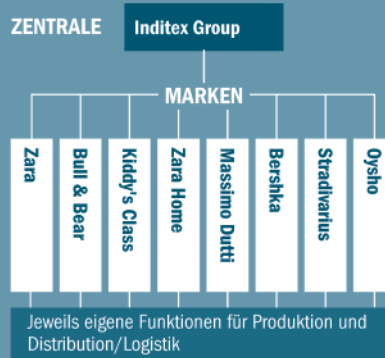 ZENTRALE
Inditex Group
MARKEN
Zara
Bull & Bear
Kiddy's Class
Zara Home
Massimo Dutti
Bershka
Stradivarius
Oysho
Jeweils eigene Funktionen für Produktion und
Distribution/Logistik